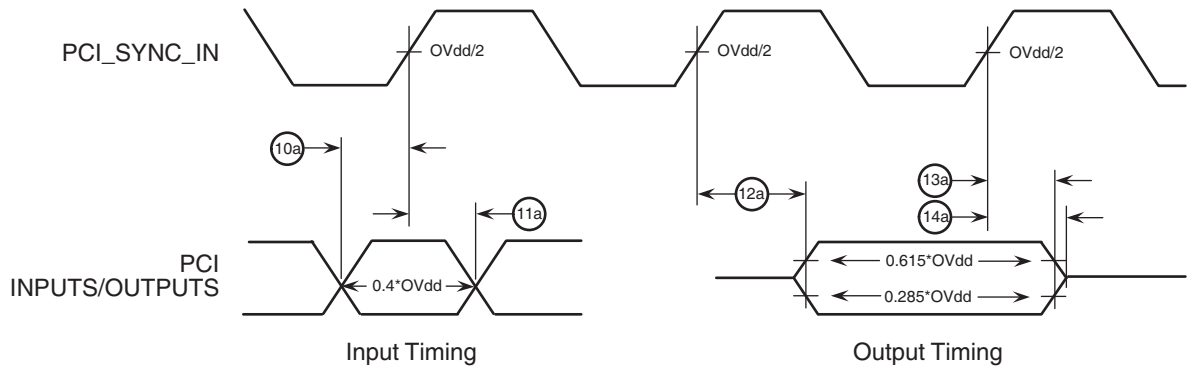 PCI_SYNC_IN
OVdd/2
OVdd/2
OVdd/2
10a
11a
12a
13a
14a
PCI
INPUTS/OUTPUTS
0.4*OVdd
0.615*OVdd
0.285*OVdd
Input Timing
Output Timing